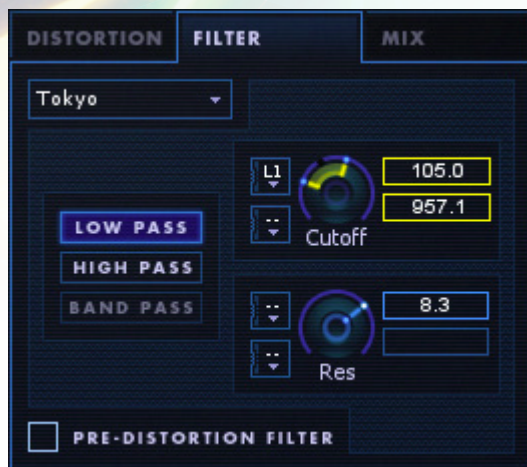 DISTORTION FILTER MIX
Tokyo
L1 105.0
-- 957.1
Cutoff
LOW PASS
HIGH PASS
BAND PASS
-- 8.3
--
Res
PRE-DISTORTION FILTER